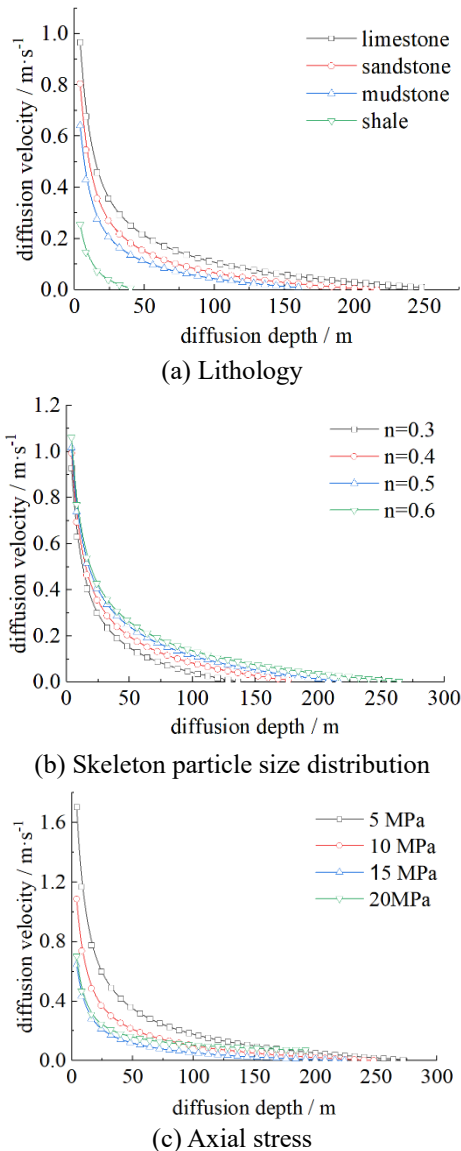 1.0
0.8
0.6
0.4
0.2
0.0
diffusion velocity / m·s⁻¹
limestone
sandstone
mudstone
shale
0 50 100 150 200 250
diffusion depth / m
(a) Lithology
1.2
1.0
0.8
0.6
0.4
0.2
0.0
diffusion velocity / m·s⁻¹
n=0.3
n=0.4
n=0.5
n=0.6
0 50 100 150 200 250 300
diffusion depth / m
(b) Skeleton particle size distribution
1.6
1.2
0.8
0.4
0.0
diffusion velocity / m·s⁻¹
5 MPa
10 MPa
15 MPa
20MPa
0 50 100 150 200 250 300
diffusion depth / m
(c) Axial stress